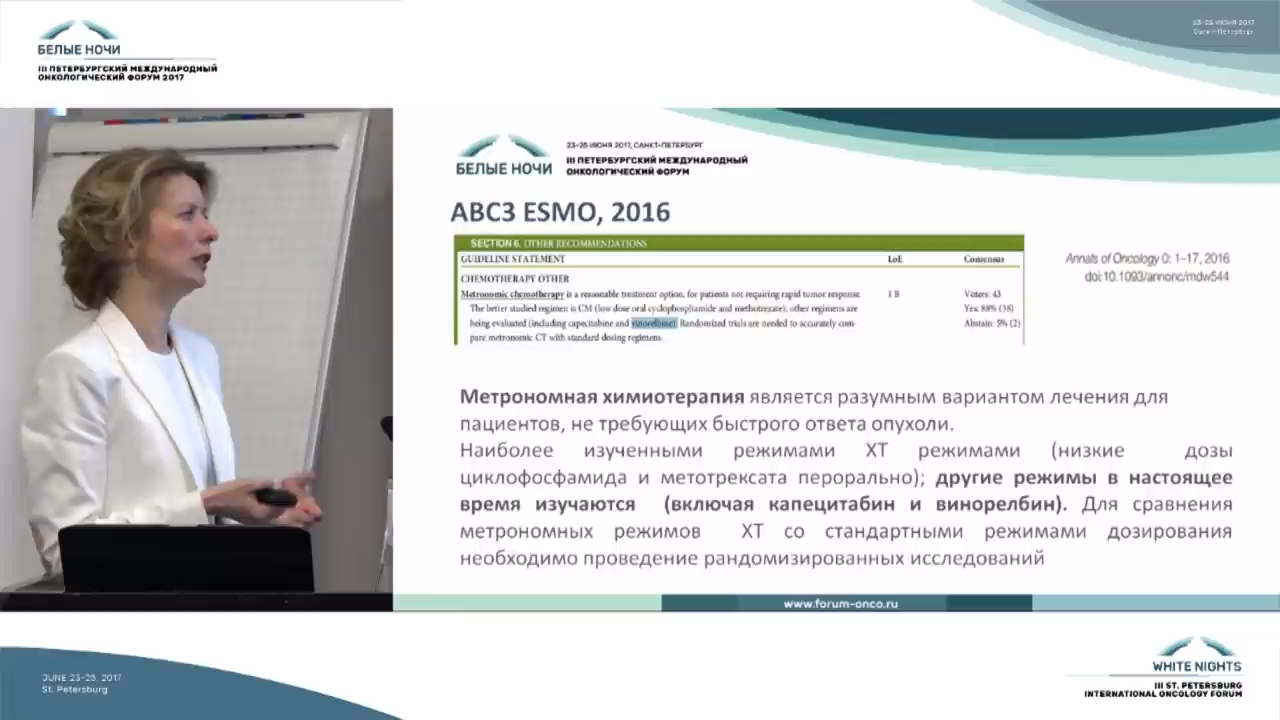 БЕЛЫЕ НОЧИ
III ПЕТЕРБУРГСКИЙ МЕЖДУНАРОДНЫЙ
ОНКОЛОГИЧЕСКИЙ ФОРУМ 2017
23-25 ИЮНЯ 2017
Санкт-Петербург
БЕЛЫЕ НОЧИ
23-25 ИЮНЯ 2017, САНКТ-ПЕТЕРБУРГ
III ПЕТЕРБУРГСКИЙ МЕЖДУНАРОДНЫЙ
ОНКОЛОГИЧЕСКИЙ ФОРУМ
ABC3 ESMO, 2016
SECTION 6. OTHER RECOMMENDATIONS
GUIDELINE STATEMENT LoE Consensus
CHEMOTHERAPY OTHER
Metronomic chemotherapy is a reasonable treatment option, for patients not requiring rapid tumor response. I B Voters: 43
The better studied regimen is CM (low dose oral cyclophosphamide and methotrexate); other regimens are Yes: 88% (38)
being evaluated (including capecitabine and vinorelbine). Randomized trials are needed to accurately com- Abstain: 5% (2)
pare metronomic CT with standard dosing regimens.
Annals of Oncology 0: 1–17, 2016
doi:10.1093/annonc/mdw544
Метрономная химиотерапия является разумным вариантом лечения для
пациентов, не требующих быстрого ответа опухоли.
Наиболее изученными режимами ХТ режимами (низкие дозы
циклофосфамида и метотрексата перорально); другие режимы в настоящее
время изучаются (включая капецитабин и винорелбин). Для сравнения
метрономных режимов ХТ со стандартными режимами дозирования
необходимо проведение рандомизированных исследований
www.forum-onco.ru
JUNE 23-25, 2017
St. Petersburg
WHITE NIGHTS
III ST. PETERSBURG
INTERNATIONAL ONCOLOGY FORUM